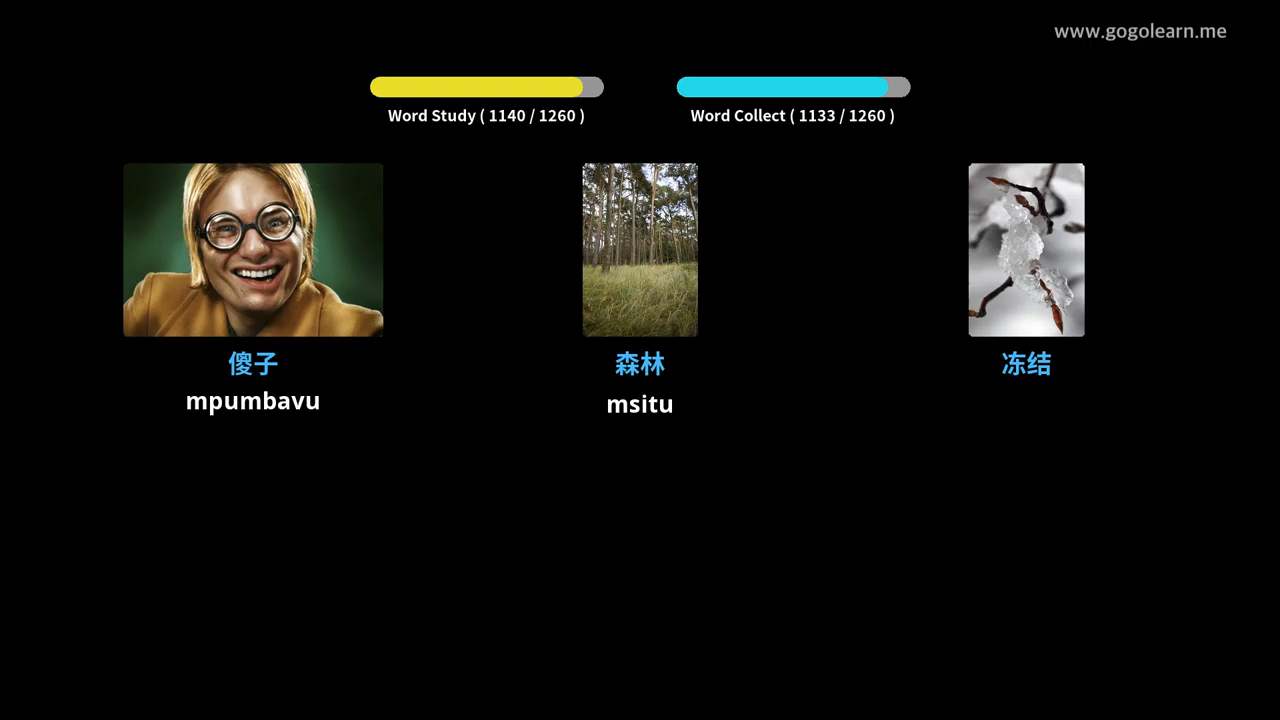 www.gogolearn.me
Word Study ( 1140 / 1260 )
Word Collect ( 1133 / 1260 )
傻子
mpumbavu
森林
msitu
冻结